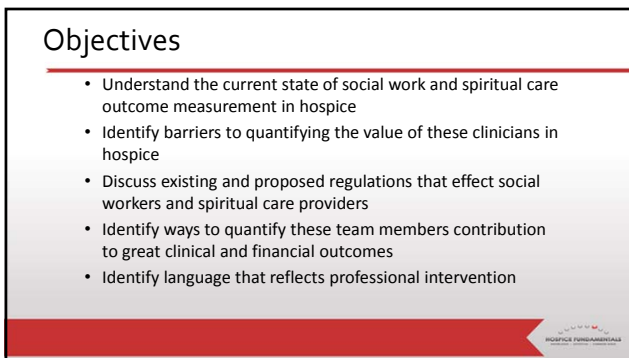 Objectives
• Understand the current state of social work and spiritual care
outcome measurement in hospice
• Identify barriers to quantifying the value of these clinicians in
hospice
• Discuss existing and proposed regulations that effect social
workers and spiritual care providers
• Identify ways to quantify these team members contribution
to great clinical and financial outcomes
• Identify language that reflects professional intervention
HOSPICE FUNDAMENTALS